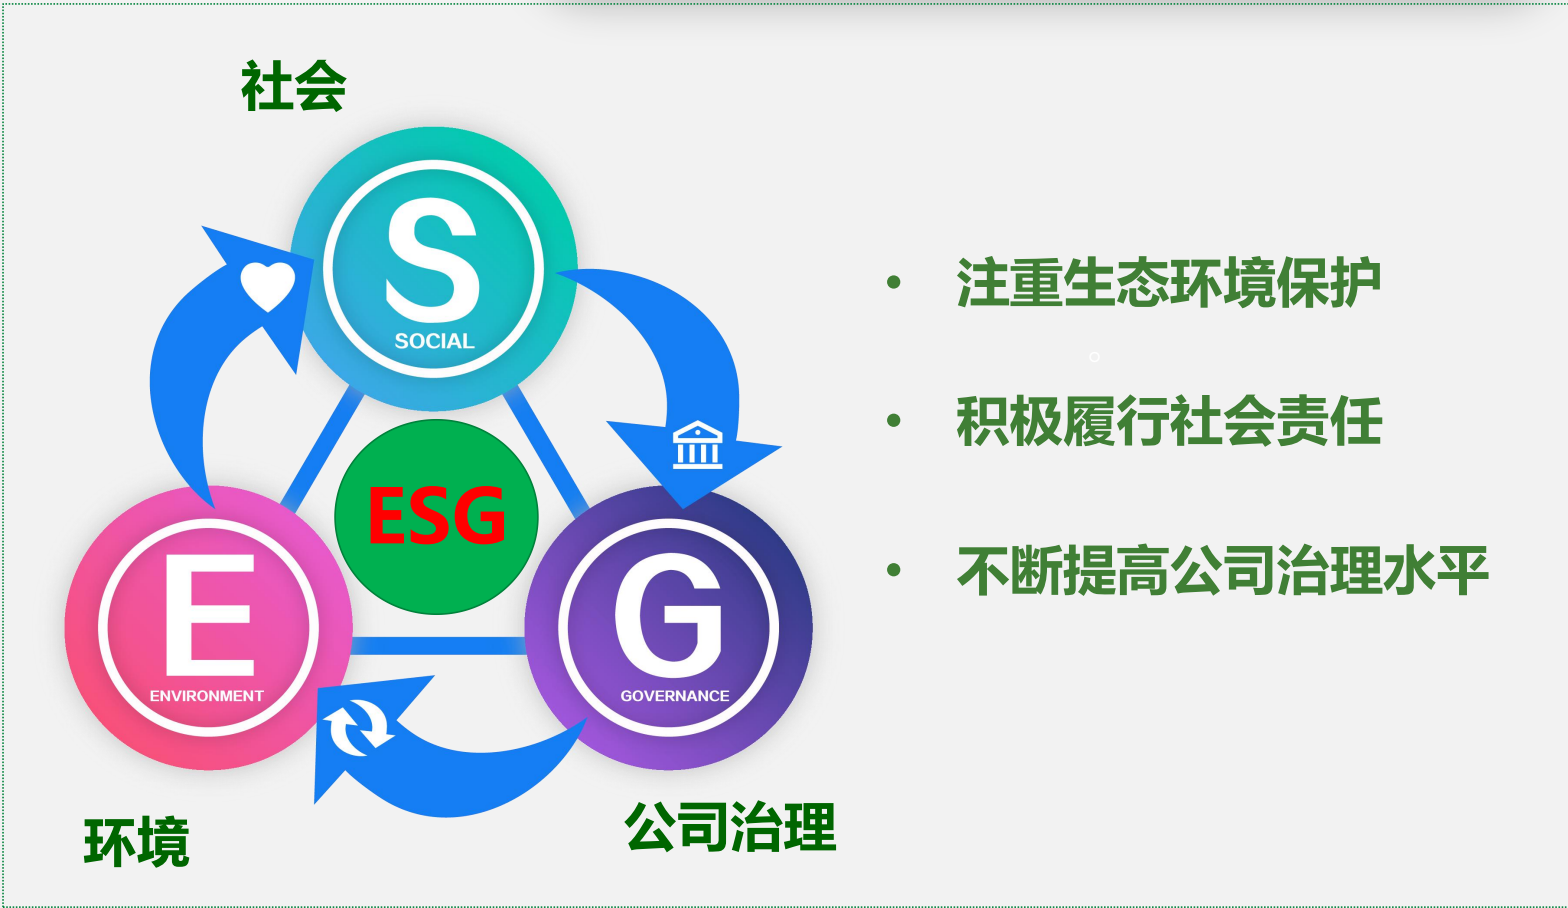 社会
S
SOCIAL
ESG
E
ENVIRONMENT
G
GOVERNANCE
环境
公司治理
• 注重生态环境保护
• 积极履行社会责任
• 不断提高公司治理水平